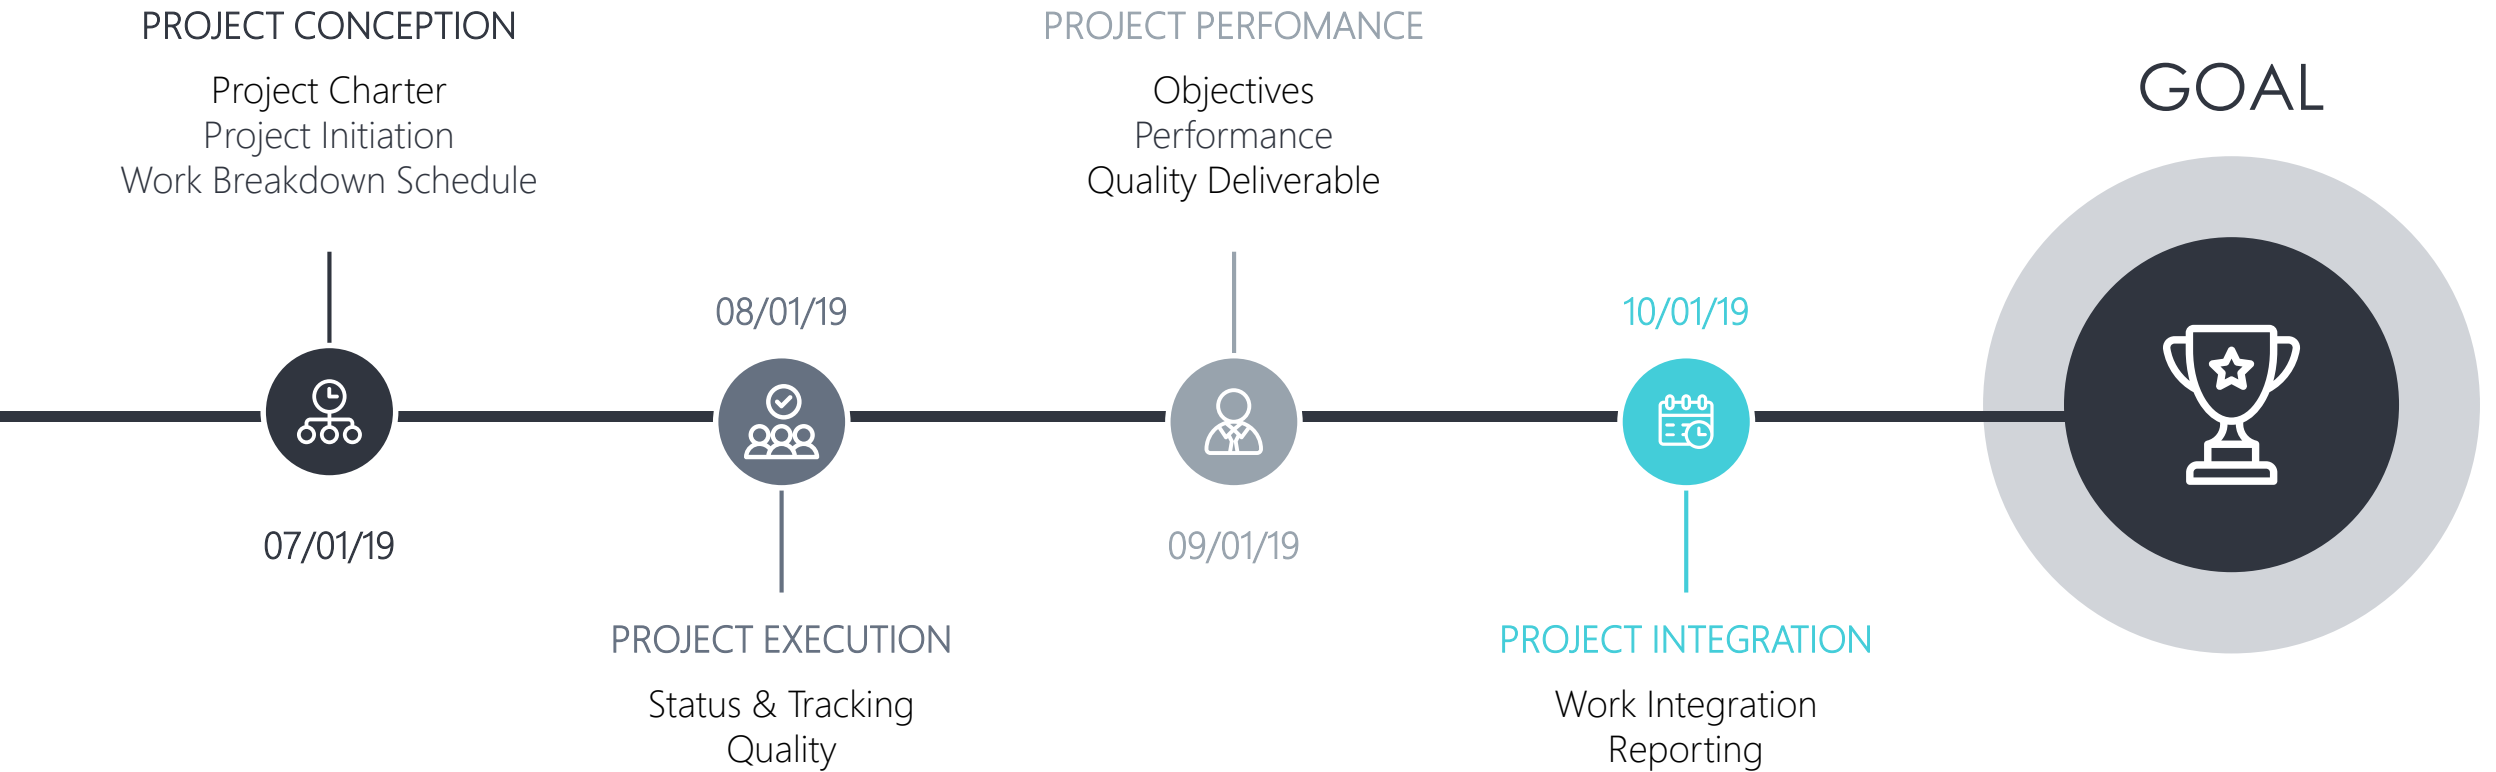 PROJECT CONCEPTION
Project Charter
Project Initiation
Work Breakdown Schedule
07/01/19
08/01/19
PROJECT EXECUTION
Status & Tracking
Quality
PROJECT PERFOMANCE
Objectives
Performance
Quality Deliverable
09/01/19
10/01/19
PROJECT INTEGRATION
Work Integration
Reporting
GOAL